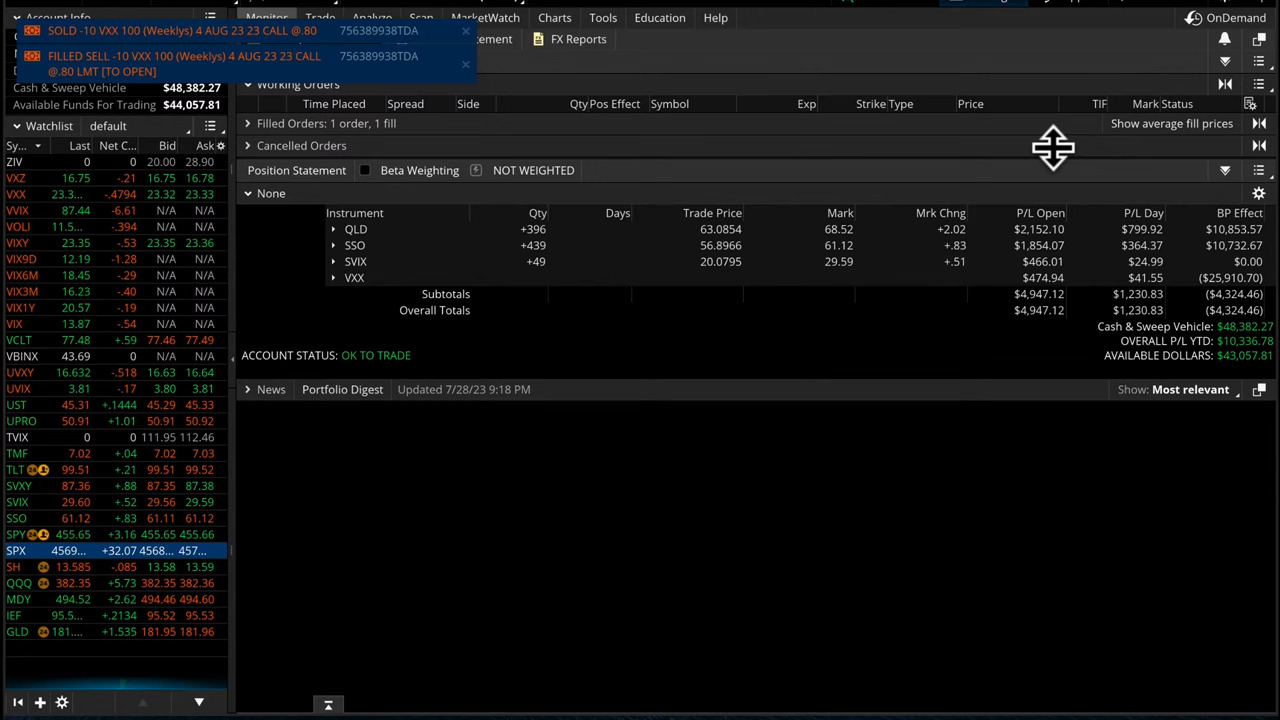 Account Info
Monitor Trade Analyze Scan MarketWatch Charts Tools Education Help
OnDemand
SOLD -10 VXX 100 (Weeklys) 4 AUG 23 23 CALL @.80 756389938TDA
FILLED SELL -10 VXX 100 (Weeklys) 4 AUG 23 23 CALL 756389938TDA
@.80 LMT [TO OPEN]
tement FX Reports
Cash & Sweep Vehicle $48,382.27
Available Funds For Trading $44,057.81
Watchlist default
Sy... Last Net C... Bid Ask
ZIV 0 0 20.00 28.90
VXZ 16.75 -.21 16.75 16.78
VXX 23.3... -.4794 23.32 23.33
VVIX 87.44 -6.61 N/A N/A
VOLI 11.5... -.394 N/A N/A
VIXY 23.35 -.53 23.35 23.36
VIX9D 12.19 -1.28 N/A N/A
VIX6M 18.45 -.29 N/A N/A
VIX3M 16.23 -.40 N/A N/A
VIX1Y 20.57 -.19 N/A N/A
VIX 13.87 -.54 N/A N/A
VCLT 77.48 +.59 77.46 77.49
VBINX 43.69 0 N/A N/A
UVXY 16.632 -.518 16.63 16.64
UVIX 3.81 -.17 3.80 3.81
UST 45.31 +.1444 45.29 45.33
UPRO 50.91 +1.01 50.91 50.92
TVIX 0 0 111.95 112.46
TMF 7.02 +.04 7.02 7.03
TLT 99.51 +.21 99.51 99.52
SVXY 87.36 +.88 87.35 87.38
SVIX 29.60 +.52 29.56 29.59
SSO 61.12 +.83 61.11 61.12
SPY 455.65 +3.16 455.65 455.66
SPX 4569... +32.07 4568... 457...
SH 13.585 -.085 13.58 13.59
QQQ 382.35 +5.73 382.35 382.36
MDY 494.52 +2.62 494.46 494.60
IEF 95.5... +.2134 95.52 95.53
GLD 181.... +1.535 181.95 181.96
Working Orders
Time Placed Spread Side Qty Pos Effect Symbol Exp Strike Type Price TIF Mark Status
Filled Orders: 1 order, 1 fill Show average fill prices
Cancelled Orders
Position Statement Beta Weighting NOT WEIGHTED
None
Instrument Qty Days Trade Price Mark Mrk Chng P/L Open P/L Day BP Effect
QLD +396 63.0854 68.52 +2.02 $2,152.10 $799.92 $10,853.57
SSO +439 56.8966 61.12 +.83 $1,854.07 $364.37 $10,732.67
SVIX +49 20.0795 29.59 +.51 $466.01 $24.99 $0.00
VXX $474.94 $41.55 ($25,910.70)
Subtotals $4,947.12 $1,230.83 ($4,324.46)
Overall Totals $4,947.12 $1,230.83 ($4,324.46)
Cash & Sweep Vehicle: $48,382.27
OVERALL P/L YTD: $10,336.78
ACCOUNT STATUS: OK TO TRADE AVAILABLE DOLLARS: $43,057.81
News Portfolio Digest Updated 7/28/23 9:18 PM Show: Most relevant